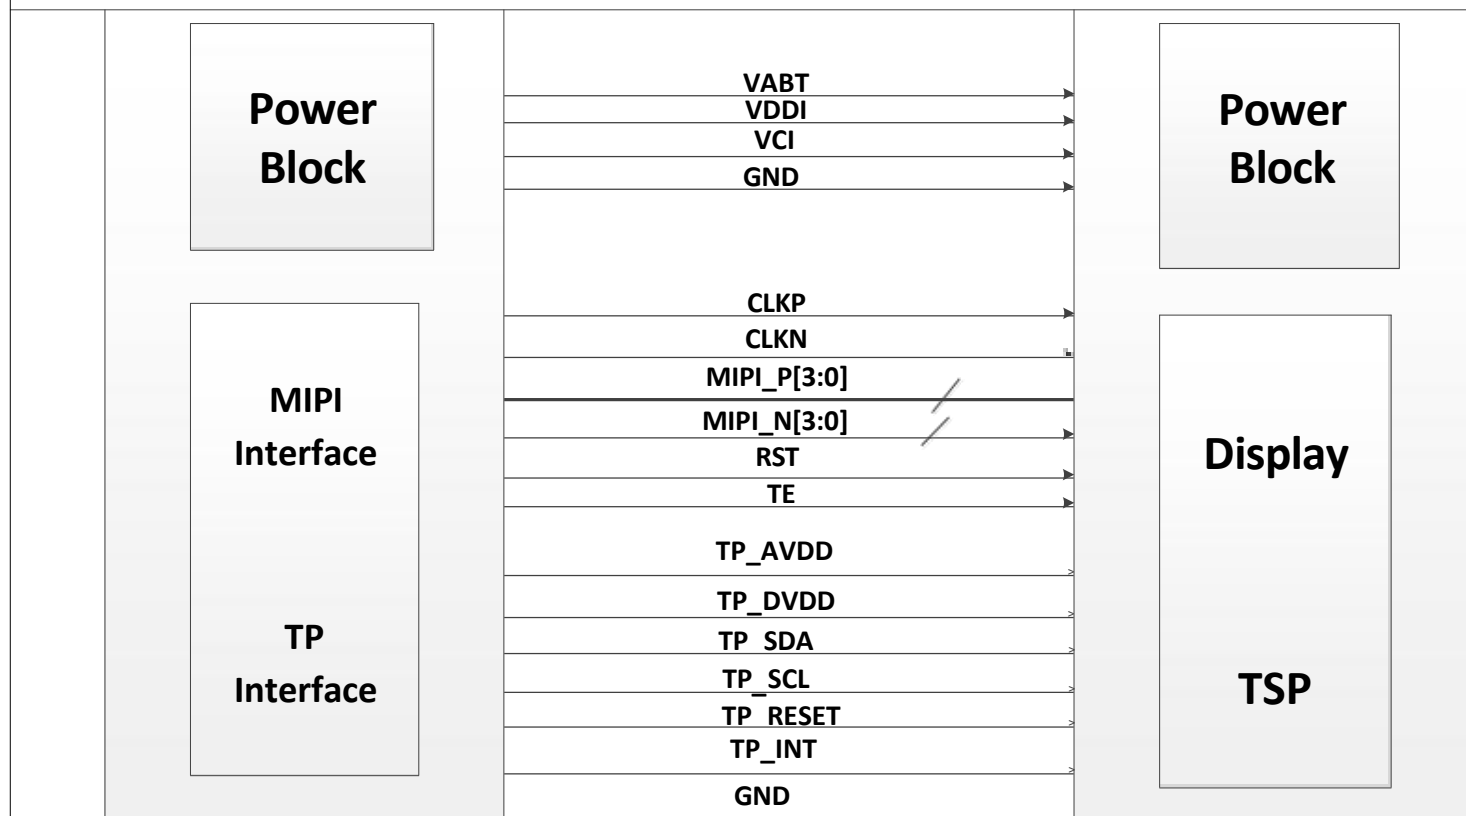 Power
Block
VABT
VDDI
VCI
GND
Power
Block
MIPI
Interface
TP
Interface
CLKP
CLKN
MIPI_P[3:0]
MIPI_N[3:0]
RST
TE
TP_AVDD
TP_DVDD
TP_SDA
TP_SCL
TP_RESET
TP_INT
GND
Display
TSP